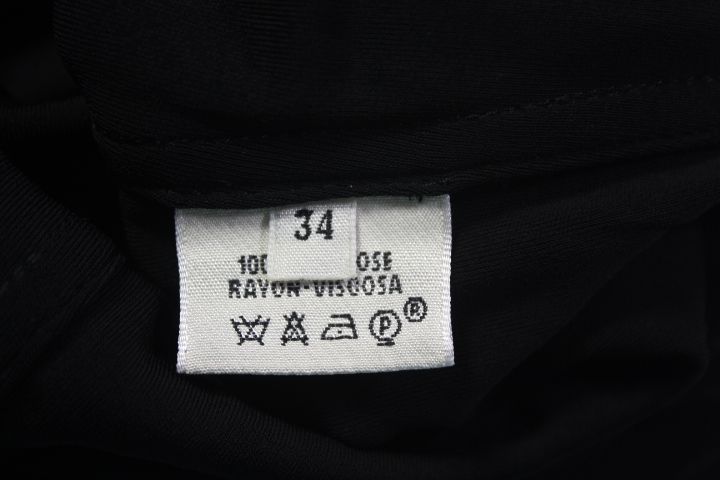 34
100 OSE
RAYON-VISCOSA
P ®